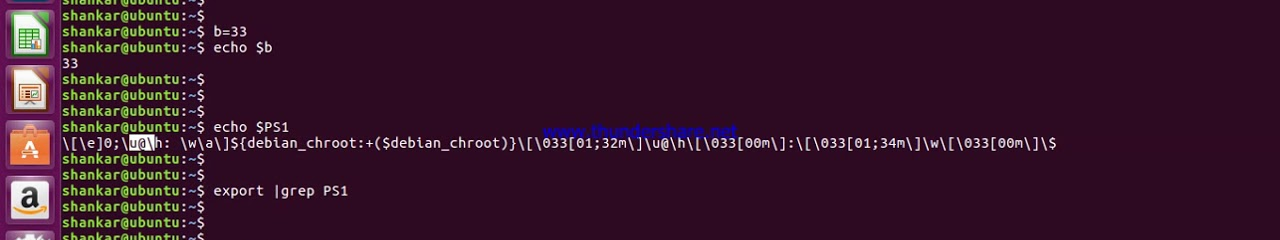 shankar@ubuntu:~$
shankar@ubuntu:~$
shankar@ubuntu:~$ b=33
shankar@ubuntu:~$ echo $b
33
shankar@ubuntu:~$
shankar@ubuntu:~$
shankar@ubuntu:~$
shankar@ubuntu:~$ echo $PS1
www.thundershare.net
\[\e]0;\u@\h: \w\a\]${debian_chroot:+($debian_chroot)}\[\033[01;32m\]\u@\h\[\033[00m\]:\[\033[01;34m\]\w\[\033[00m\]\$
shankar@ubuntu:~$
shankar@ubuntu:~$
shankar@ubuntu:~$ export |grep PS1
shankar@ubuntu:~$
shankar@ubuntu:~$
shankar@ubuntu:~$